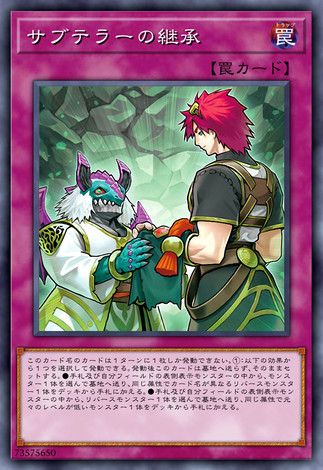 サブテラーの継承
トラップ
罠
【罠カード】
このカード名のカードは1ターンに1枚しか発動できない。①:以下の効果か
ら1つを選択して発動できる。発動後このカードは墓地へ送らず、そのままセ
ットする。●手札及び自分フィールドの表側表示モンスターの中から、モンス
ター1体を選んで墓地へ送り、同じ属性でカード名が異なるリバースモンスタ
ー1体をデッキから手札に加える。●手札及び自分フィールドの表側表示モンス
ターの中から、リバースモンスター1体を選んで墓地へ送り、同じ属性で元々
のレベルが低いモンスター1体をデッキから手札に加える。
73575650